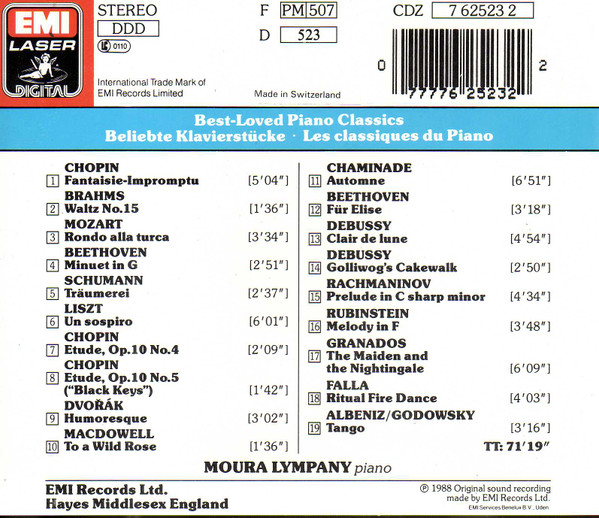 EMI
LASER
DIGITAL
STEREO
DDD
LC 0110
International Trade Mark of
EMI Records Limited
F PM 507
D 523
Made in Switzerland
CDZ 7 62523 2
0 77776 25232 2
Best-Loved Piano Classics
Beliebte Klavierstücke · Les classiques du Piano
CHOPIN
1 Fantaisie-Impromptu [5'04"]
BRAHMS
2 Waltz No.15 [1'36"]
MOZART
3 Rondo alla turca [3'34"]
BEETHOVEN
4 Minuet in G [2'51"]
SCHUMANN
5 Träumerei [2'37"]
LISZT
6 Un sospiro [6'01"]
CHOPIN
7 Etude, Op.10 No.4 [2'09"]
CHOPIN
8 Etude, Op.10 No.5
("Black Keys") [1'42"]
DVOŘÁK
9 Humoresque [3'02"]
MACDOWELL
10 To a Wild Rose [1'36"]
CHAMINADE
11 Automne [6'51"]
BEETHOVEN
12 Für Elise [3'18"]
DEBUSSY
13 Clair de lune [4'54"]
DEBUSSY
14 Golliwog's Cakewalk [2'50"]
RACHMANINOV
15 Prelude in C sharp minor [4'34"]
RUBINSTEIN
16 Melody in F [3'48"]
GRANADOS
17 The Maiden and
the Nightingale [6'09"]
FALLA
18 Ritual Fire Dance [4'03"]
ALBENIZ/GODOWSKY
19 Tango [3'16"]
TT: 71'19"
MOURA LYMPANY piano
EMI Records Ltd.
Hayes Middlesex England
℗ 1988 Original sound recording
made by EMI Records Ltd.
EMI Services Benelux B.V., Uden